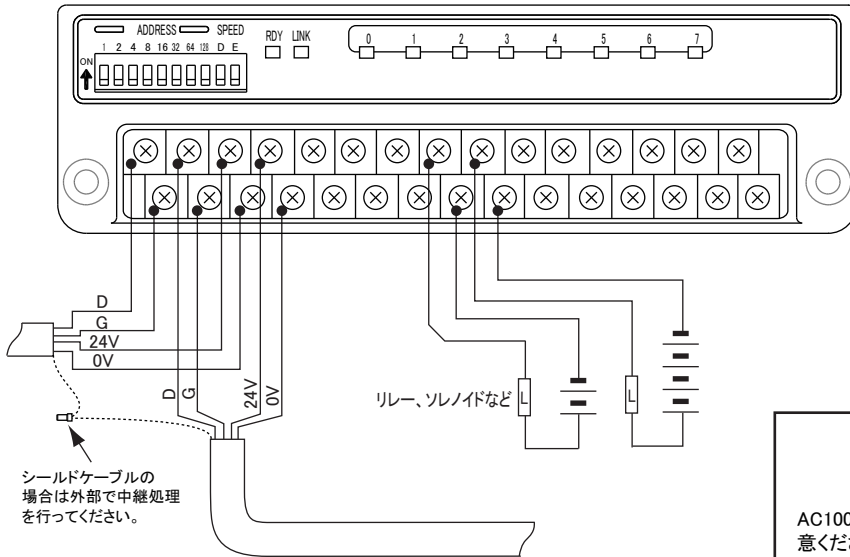 ADDRESS SPEED
1 2 4 8 16 32 64 128 D E
ON
RDY LINK
0 1 2 3 4 5 6 7
D
G
24V
0V
D
G
24V
0V
リレー、ソレノイドなど
L
L
シールドケーブルの
場合は外部で中継処理
を行ってください。
AC100
意くださ